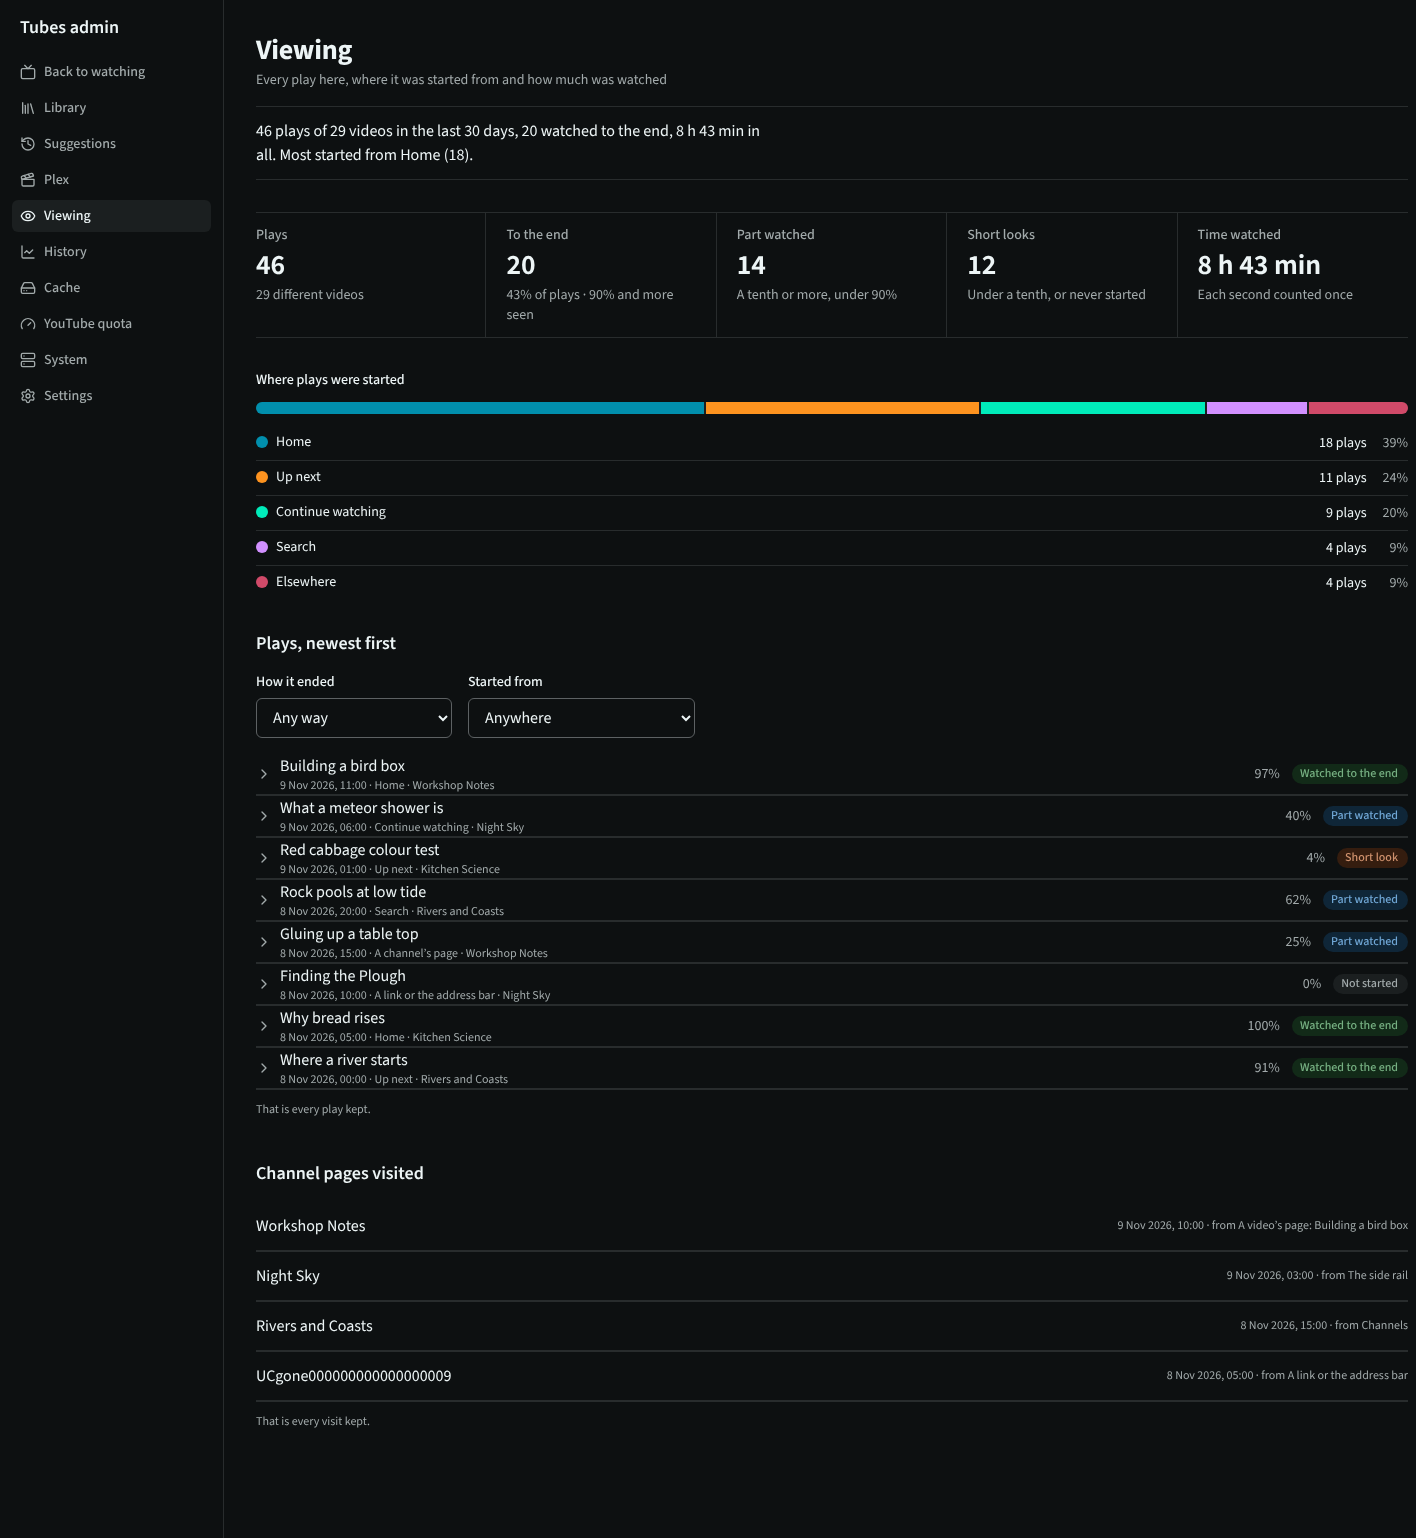 Tubes admin
Back to watching
Library
Suggestions
Plex
Viewing
History
Cache
YouTube quota
System
Settings
Viewing
Every play here, where it was started from and how much was watched
46 plays of 29 videos in the last 30 days, 20 watched to the end, 8 h 43 min in
all. Most started from Home (18).
Plays
46
29 different videos
To the end
20
43% of plays · 90% and more
seen
Part watched
14
A tenth or more, under 90%
Short looks
12
Under a tenth, or never started
Time watched
8 h 43 min
Each second counted once
Where plays were started
Home 18 plays 39%
Up next 11 plays 24%
Continue watching 9 plays 20%
Search 4 plays 9%
Elsewhere 4 plays 9%
Plays, newest first
How it ended
Any way
Started from
Anywhere
Building a bird box
9 Nov 2026, 11:00 · Home · Workshop Notes
97% Watched to the end
What a meteor shower is
9 Nov 2026, 06:00 · Continue watching · Night Sky
40% Part watched
Red cabbage colour test
9 Nov 2026, 01:00 · Up next · Kitchen Science
4% Short look
Rock pools at low tide
8 Nov 2026, 20:00 · Search · Rivers and Coasts
62% Part watched
Gluing up a table top
8 Nov 2026, 15:00 · A channel’s page · Workshop Notes
25% Part watched
Finding the Plough
8 Nov 2026, 10:00 · A link or the address bar · Night Sky
0% Not started
Why bread rises
8 Nov 2026, 05:00 · Home · Kitchen Science
100% Watched to the end
Where a river starts
8 Nov 2026, 00:00 · Up next · Rivers and Coasts
91% Watched to the end
That is every play kept.
Channel pages visited
Workshop Notes
9 Nov 2026, 10:00 · from A video’s page: Building a bird box
Night Sky
9 Nov 2026, 03:00 · from The side rail
Rivers and Coasts
8 Nov 2026, 15:00 · from Channels
UCgone000000000000000009
8 Nov 2026, 05:00 · from A link or the address bar
That is every visit kept.